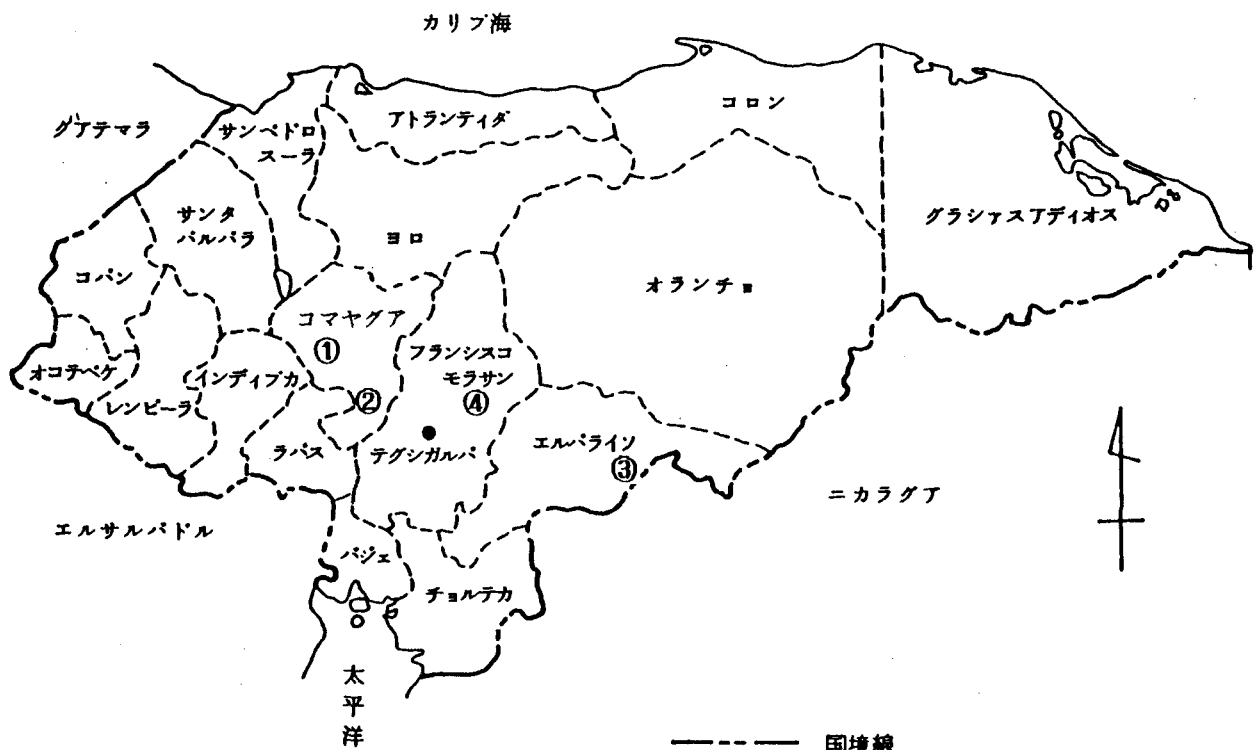 カリブ海
グアテマラ
サンペドロ
スーラ
アトランティダ
コロン
サンタ
バルバラ
グラシァスアディオス
コパン
ヨロ
オランチョ
コマヤグア
①
フランシスコ
モラサン
オコテペケ
インティブカ
②
④
レンピーラ
エルパライソ
ラパス
テグシガルパ
③
ニカラグア
エルサルバドル
バジェ
チョルテカ
太平洋
国境線